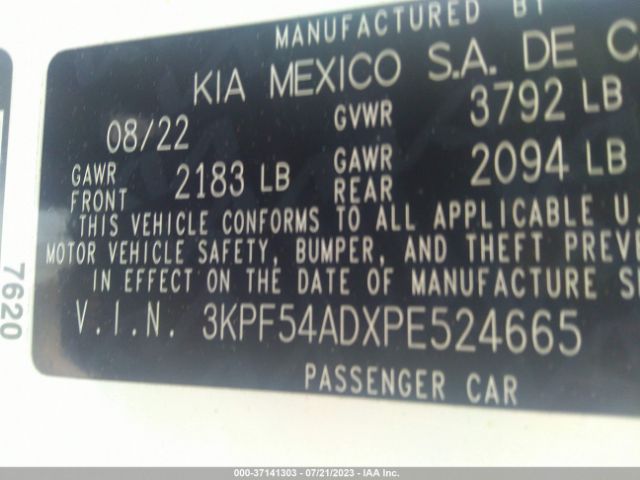 MANUFACTURED BY
KIA MEXICO S.A. DE C
08/22 GVWR 3792 LB
GAWR FRONT 2183 LB GAWR REAR 2094 LB
THIS VEHICLE CONFORMS TO ALL APPLICABLE U
MOTOR VEHICLE SAFETY, BUMPER, AND THEFT PREVE
IN EFFECT ON THE DATE OF MANUFACTURE S
V.I.N. 3KPF54ADXPE524665
PASSENGER CAR
7620
000-37141303 - 07/21/2023 - IAA Inc.